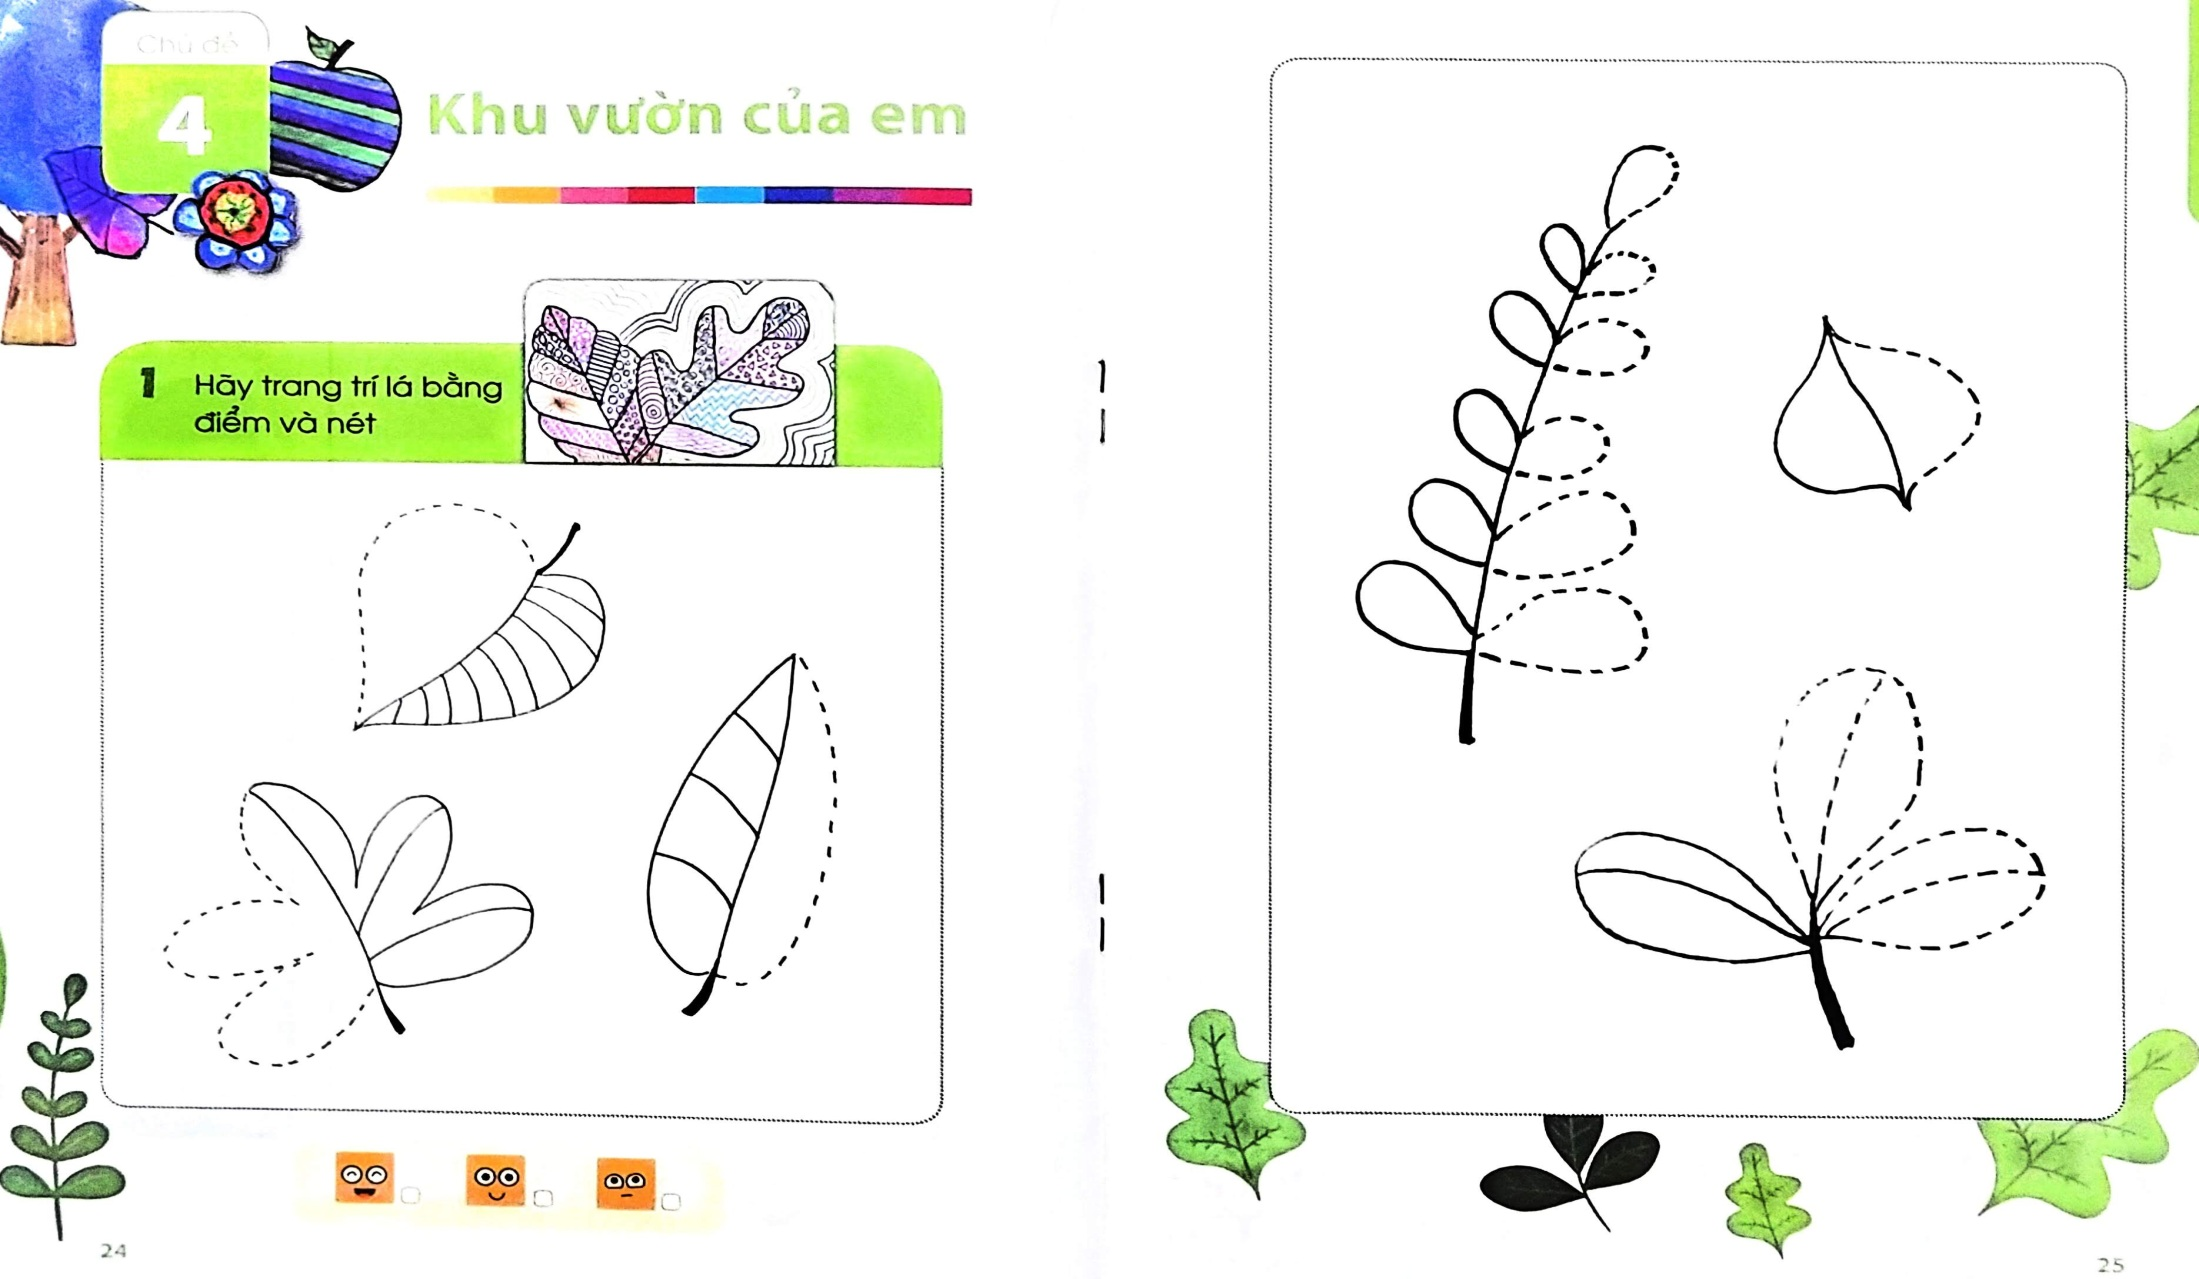 Chủ đề
4
Khu vườn của em
1 Hãy trang trí lá bằng
điểm và nét
24
25